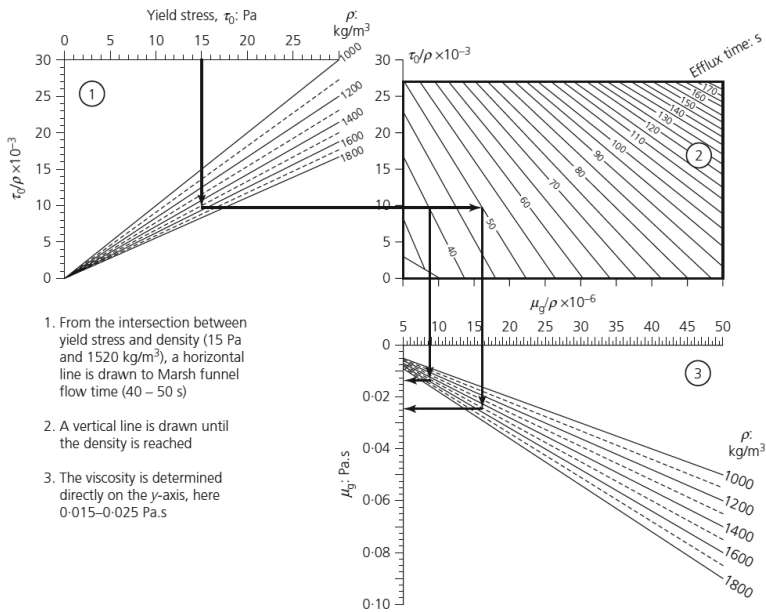 Yield stress, τ0: Pa
ρ:
kg/m3
0 5 10 15 20 25
30 25 20 15 10 5 0
τ0/ρ ×10−3
1000
1200
1400
1600
1800
1
τ0/ρ ×10−3
30 25 20 15 10 5 0
Efflux time: s
170
160
150
140
130
120
110
100
90
80
70
60
50
40
2
μg/ρ ×10−6
5 10 15 20 25 30 35 40 45 50
0
0·02
0·04
0·06
0·08
0·10
μg: Pa.s
3
ρ:
kg/m3
1000
1200
1400
1600
1800
1. From the intersection between
yield stress and density (15 Pa
and 1520 kg/m3), a horizontal
line is drawn to Marsh funnel
flow time (40 – 50 s)
2. A vertical line is drawn until
the density is reached
3. The viscosity is determined
directly on the y-axis, here
0·015–0·025 Pa.s